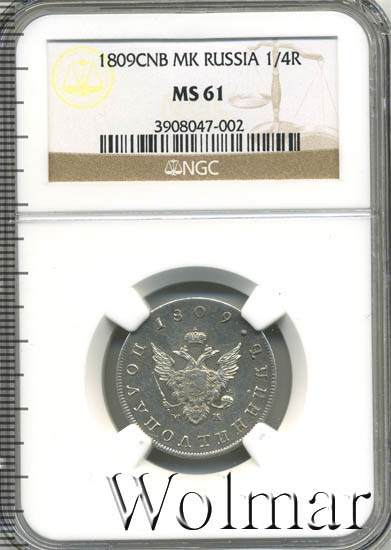 1809CNB MK RUSSIA 1/4R
MS 61
3908047-002
NGC
1809.
ПОЛУПОЛТИННИКЪ
М К
Wolmar